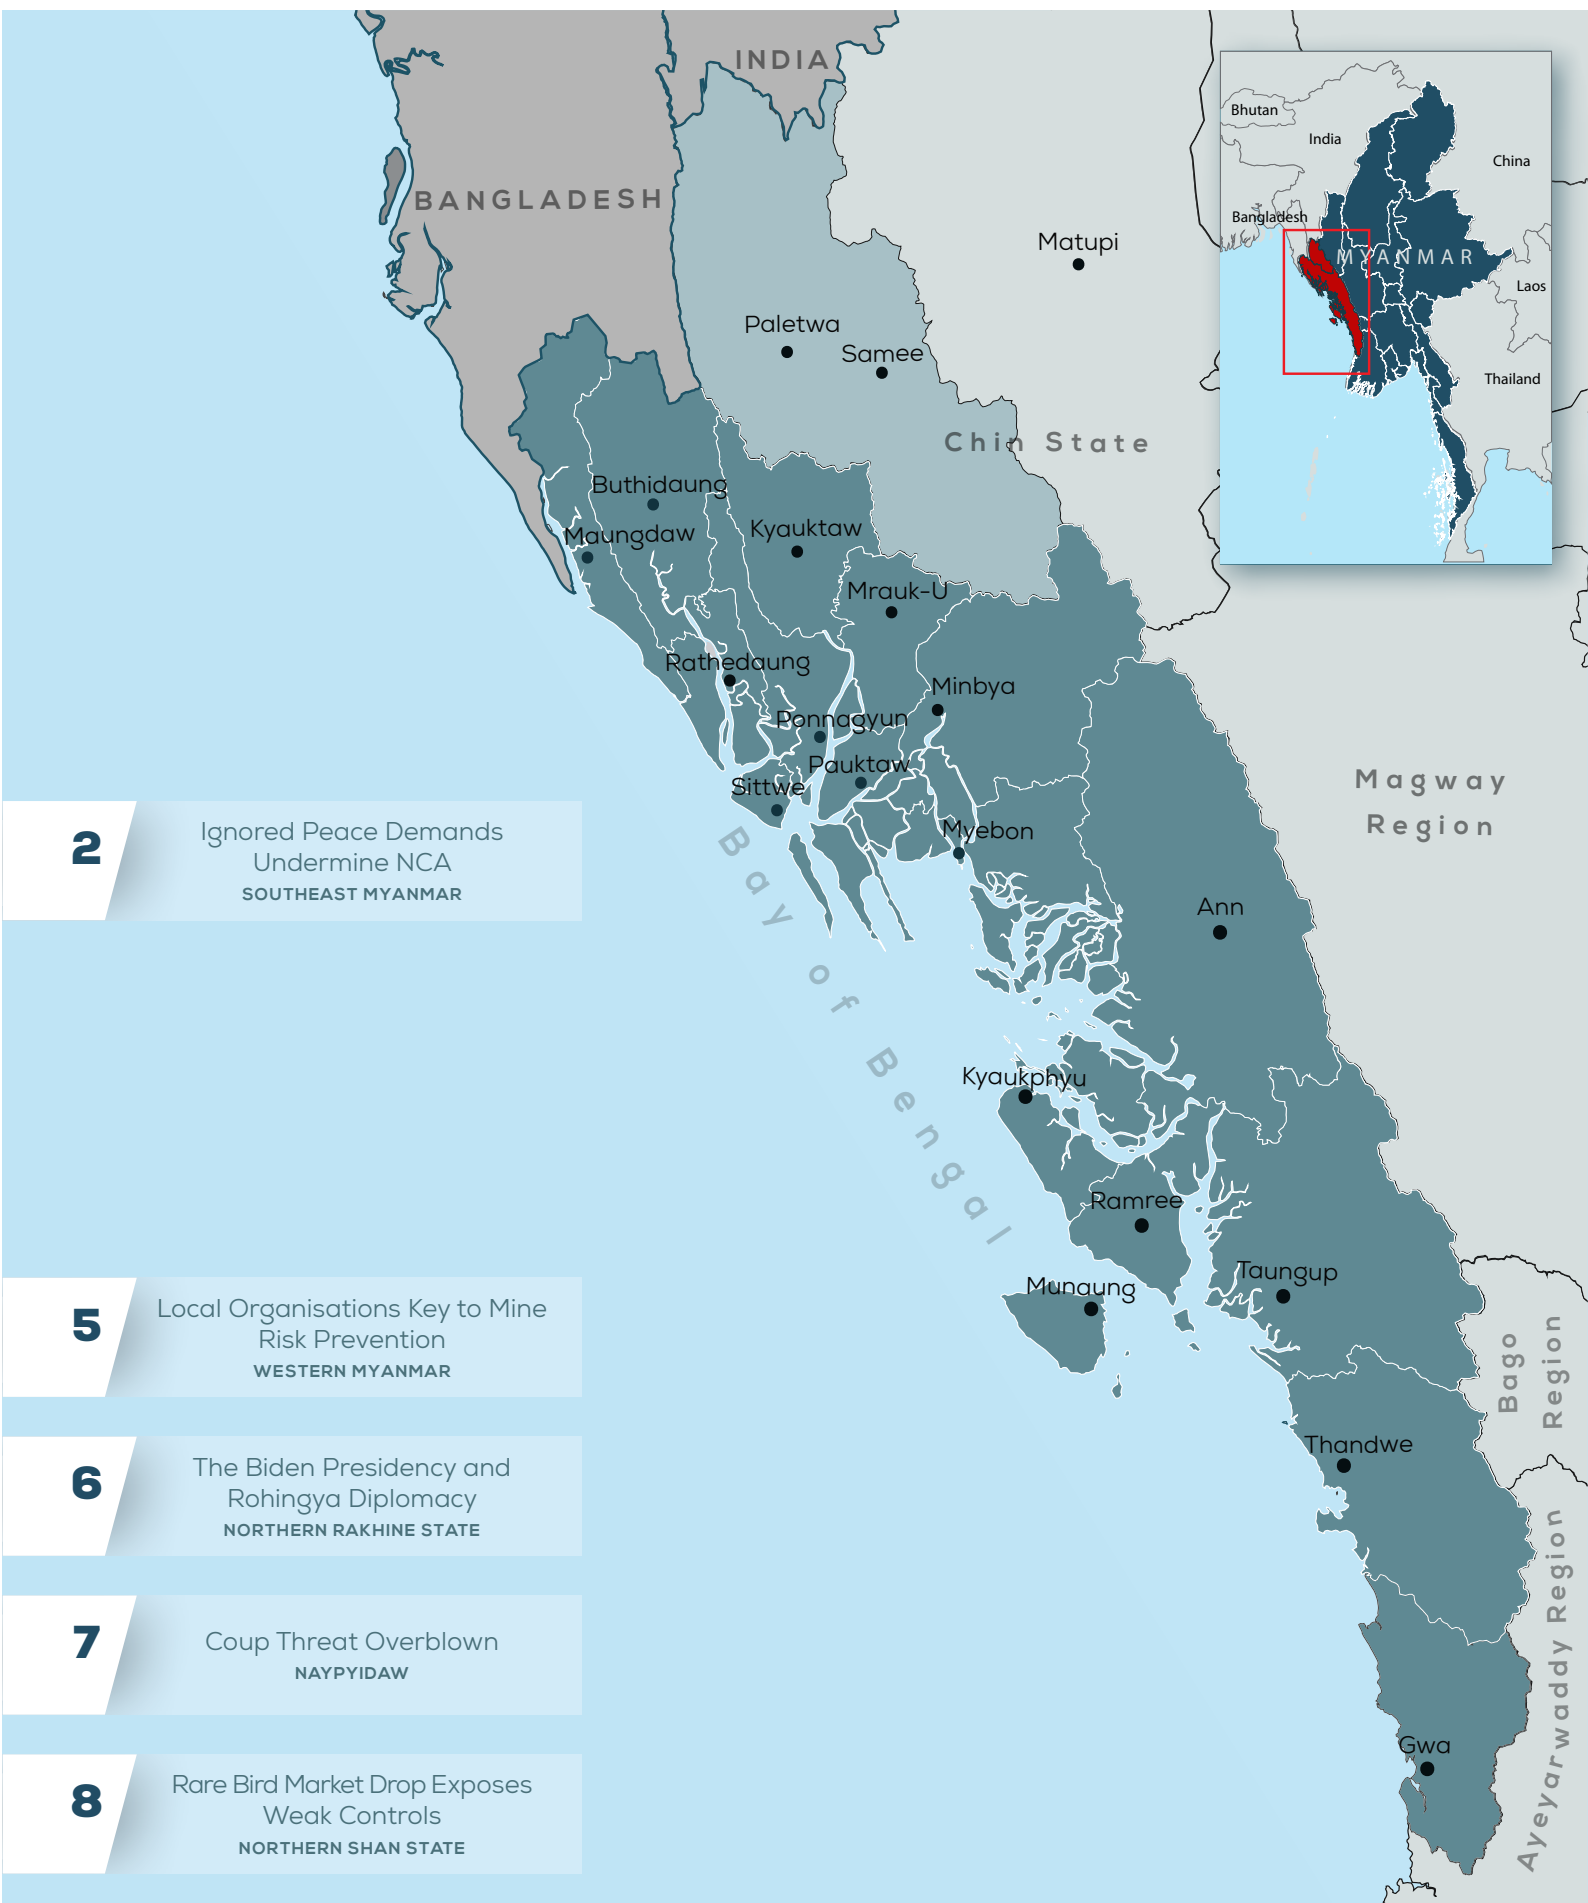 INDIA
BANGLADESH
Matupi
Paletwa
Samee
Chin State
Buthidaung
Maungdaw
Kyauktaw
Mrauk-U
Rathedaung
Minbya
Ponnagyun
Pauktaw
Sittwe
Myebon
Magway
Region
Ann
Bay of Bengal
Kyaukphyu
Ramree
Munaung
Taungup
Bago
Region
Thandwe
Ayeyarwaddy Region
Gwa
Bhutan
India
China
Bangladesh
MYANMAR
Laos
Thailand
2
Ignored Peace Demands
Undermine NCA
SOUTHEAST MYANMAR
5
Local Organisations Key to Mine
Risk Prevention
WESTERN MYANMAR
6
The Biden Presidency and
Rohingya Diplomacy
NORTHERN RAKHINE STATE
7
Coup Threat Overblown
NAYPYIDAW
8
Rare Bird Market Drop Exposes
Weak Controls
NORTHERN SHAN STATE